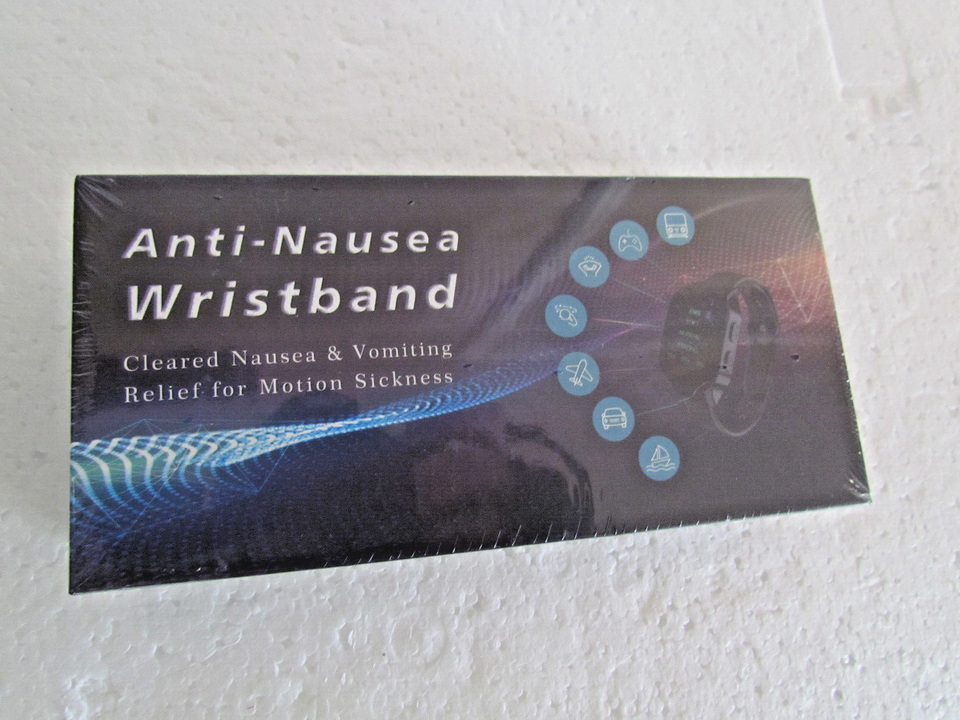 Anti-Nausea
Wristband
Cleared Nausea & Vomiting
Relief for Motion Sickness